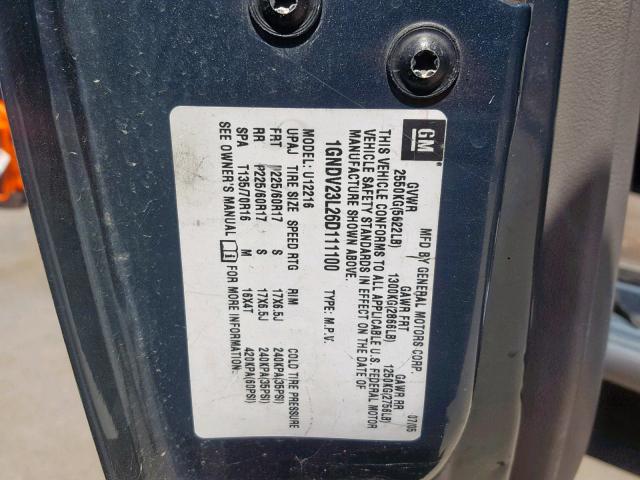 GM
MFD BY GENERAL MOTORS CORP.
07/05
GVWR GAWR FRT GAWR RR
2550KG(5622LB) 1300KG(2866LB) 1250KG(2756LB)
THIS VEHICLE CONFORMS TO ALL APPLICABLE U.S. FEDERAL MOTOR
VEHICLE SAFETY STANDARDS IN EFFECT ON THE DATE OF
MANUFACTURE SHOWN ABOVE.
1GNDV23L26D111100 TYPE: M.P.V.
MODEL: U12216
UPAJ TIRE SIZE SPEED RTG RIM COLD TIRE PRESSURE
FRT P225/60R17 S 17X6.5J 240KPA(35PSI)
RR P225/60R17 S 17X6.5J 240KPA(35PSI)
SPA T135/70R16 M 16X4T 420KPA(60PSI)
SEE OWNER'S MANUAL FOR MORE INFORMATION.